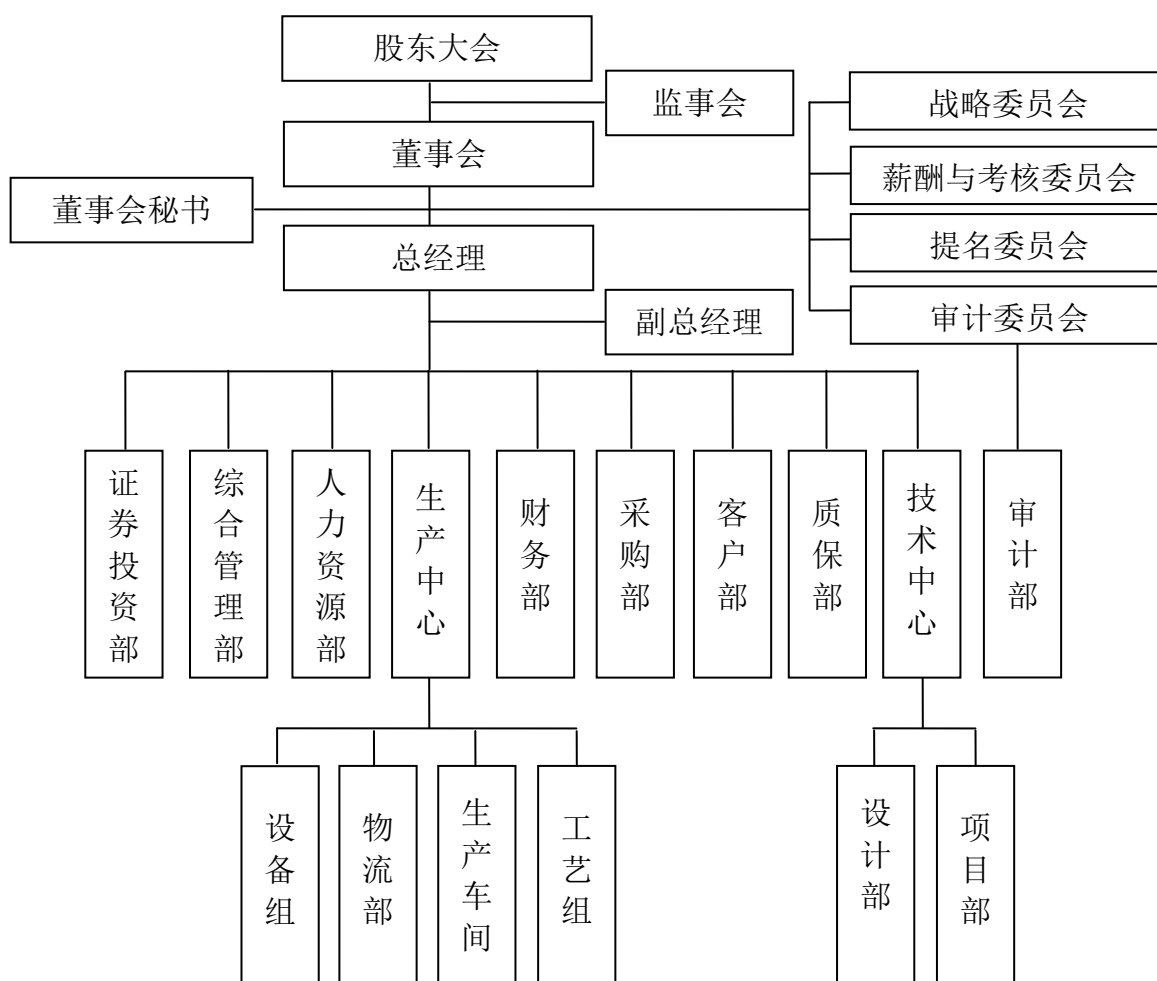 股东大会
监事会
战略委员会
董事会
薪酬与考核委员会
董事会秘书
提名委员会
总经理
审计委员会
副总经理
证券投资部
综合管理部
人力资源部
生产中心
财务部
采购部
客户部
质保部
技术中心
审计部
设备组
物流部
生产车间
工艺组
设计部
项目部